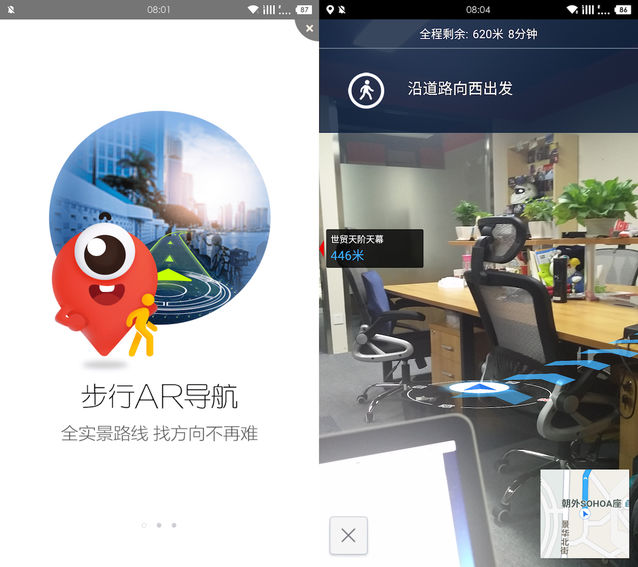 08:01
87
步行AR导航
全实景路线 找方向不再难
08:04
86
全程剩余: 620米 8分钟
沿道路向西出发
世贸天阶天幕
446米
朝外SOHOA座
景华北街